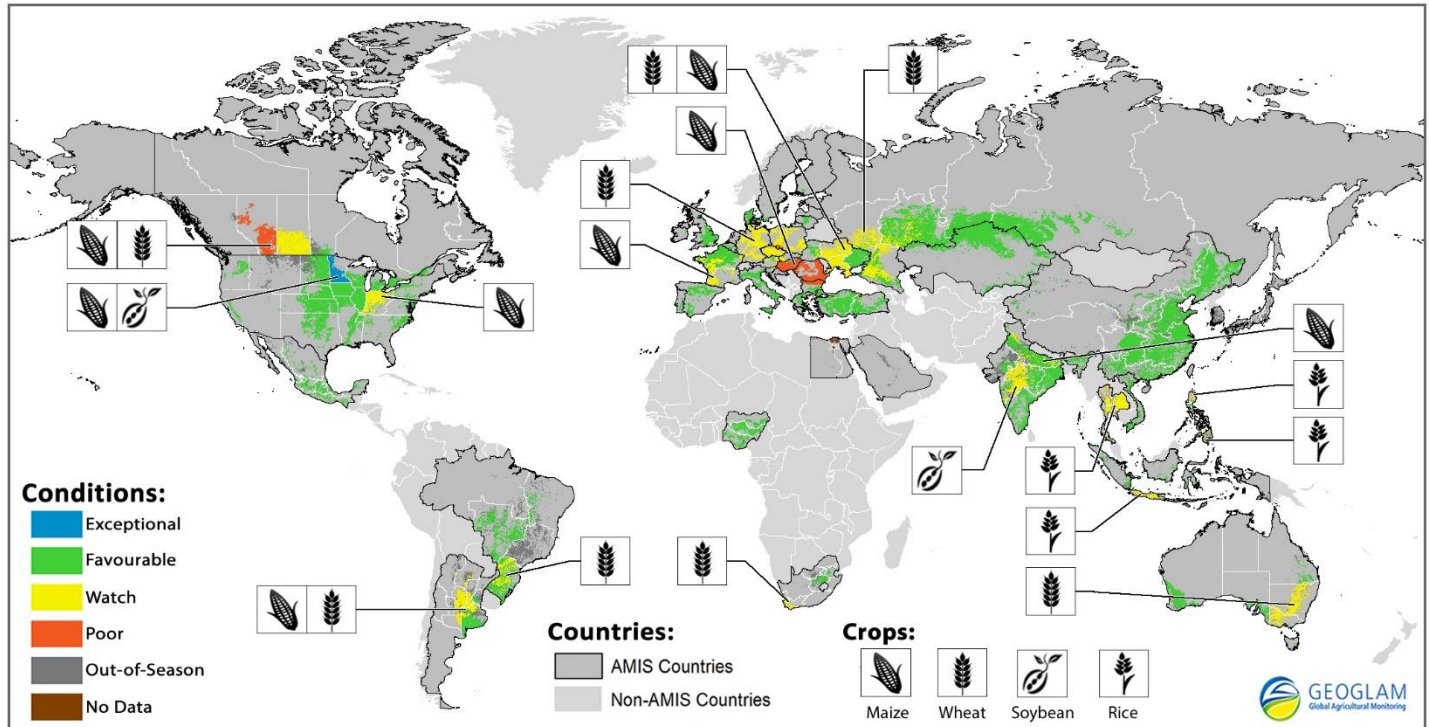 Conditions:
Exceptional
Favourable
Watch
Poor
Out-of-Season
No Data
Countries:
AMIS Countries
Non-AMIS Countries
Crops:
Maize
Wheat
Soybean
Rice
GEOGLAM
Global Agricultural Monitoring